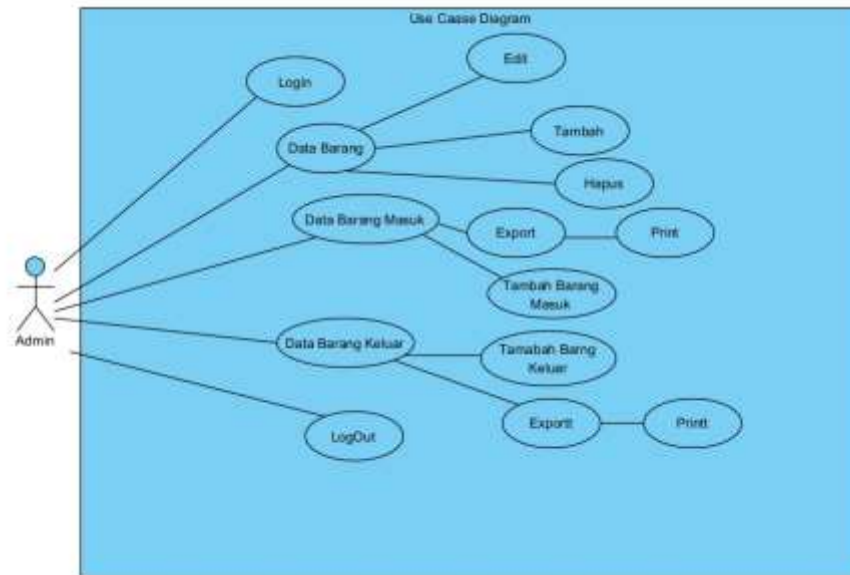 Use Caase Diagram
Edit
Login
Tambah
Data Barang
Hapus
Data Barang Masuk
Export
Print
Tambah Barang
Masuk
Admin
Data Barang Keluar
Tamabah Barng
Keluar
Exportt
Printt
LogOut